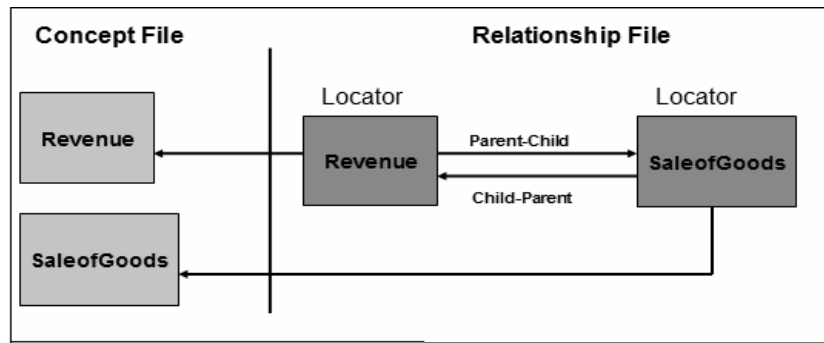 Concept File
Relationship File
Locator
Locator
Revenue
Revenue
Parent-Child
SaleofGoods
Child-Parent
SaleofGoods